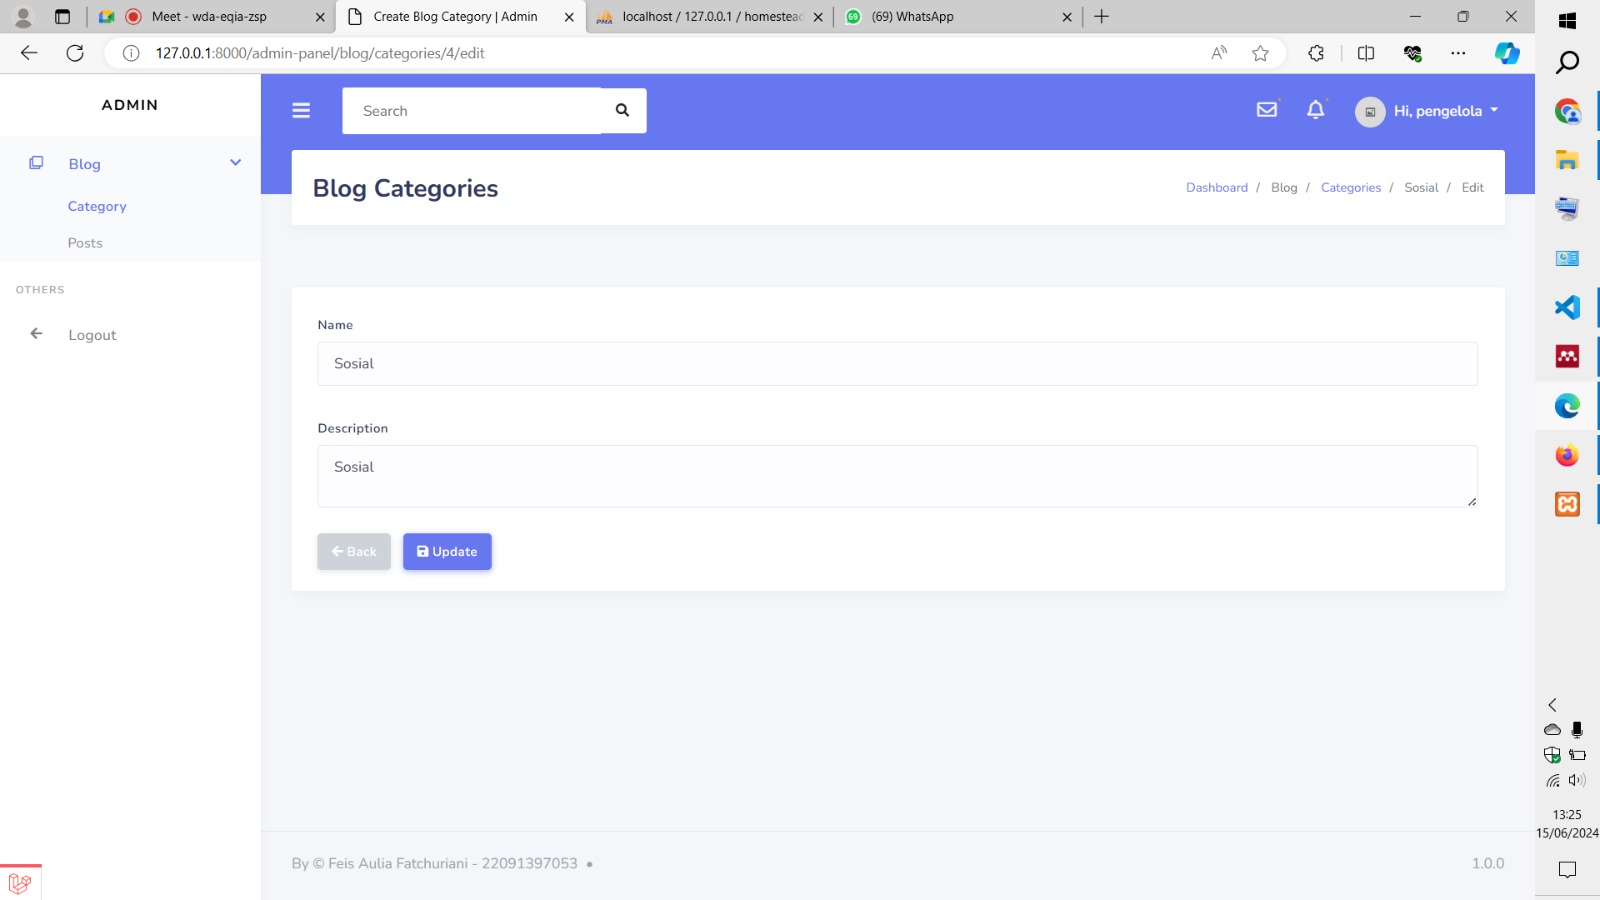 Meet - wda-eqia-zsp
Create Blog Category | Admin
localhost / 127.0.0.1 / homestead
(69) WhatsApp
127.0.0.1:8000/admin-panel/blog/categories/4/edit
ADMIN
Search
Hi, pengelola
Blog
Category
Posts
OTHERS
Logout
Blog Categories
Dashboard / Blog / Categories / Sosial / Edit
Name
Sosial
Description
Sosial
Back
Update
By © Feis Aulia Fatchuriani - 22091397053 •
1.0.0
13:25
15/06/2024